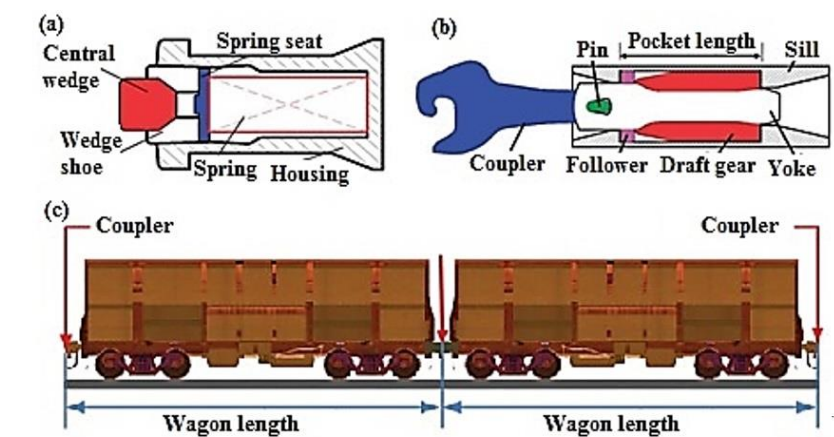 (a)
Central
wedge
Spring seat
Wedge
shoe
Spring
Housing
(b)
Pin
Pocket length
Sill
Coupler
Follower
Draft gear
Yoke
(c)
Coupler
Coupler
Wagon length
Wagon length